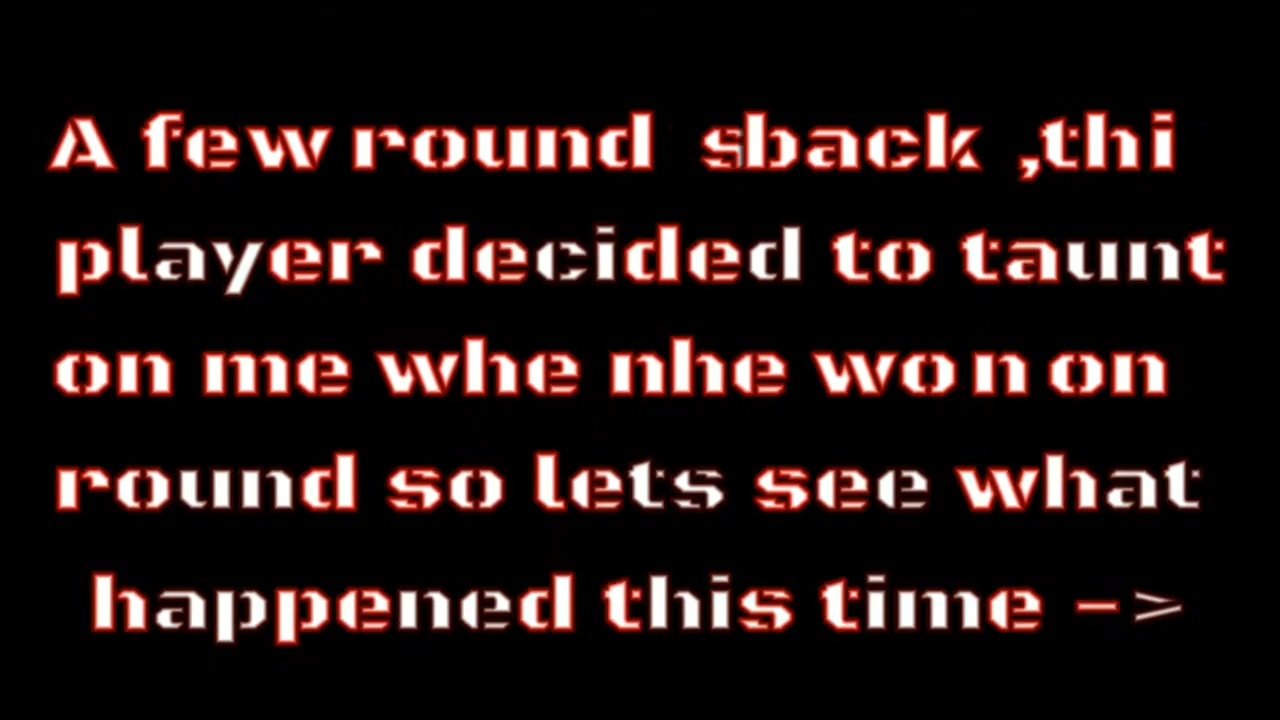 A few round sback ,thi
player decided to taunt
on me whe nhe won on
round so lets see what
happened this time ->